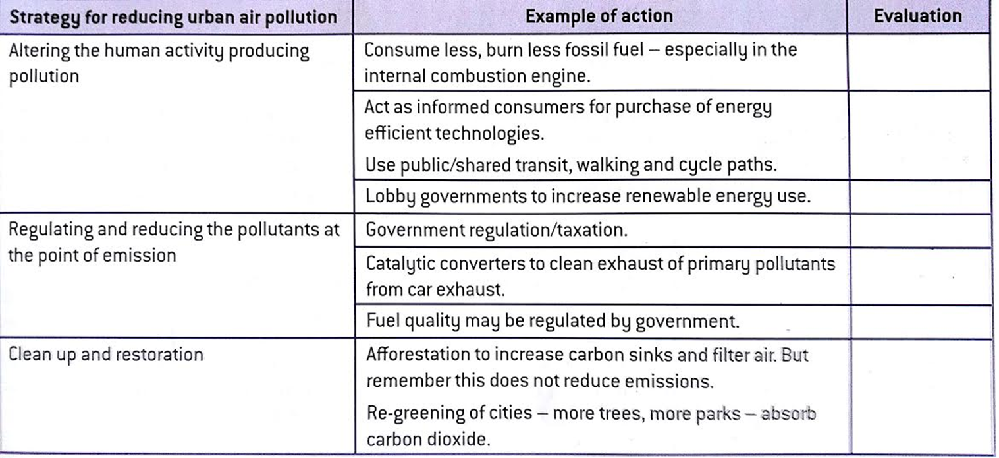 Strategy for reducing urban air pollution
Example of action
Evaluation
Altering the human activity producing
pollution
Consume less, burn less fossil fuel – especially in the
internal combustion engine.
Act as informed consumers for purchase of energy
efficient technologies.
Use public/shared transit, walking and cycle paths.
Lobby governments to increase renewable energy use.
Regulating and reducing the pollutants at
the point of emission
Government regulation/taxation.
Catalytic converters to clean exhaust of primary pollutants
from car exhaust.
Fuel quality may be regulated by government.
Clean up and restoration
Afforestation to increase carbon sinks and filter air. But
remember this does not reduce emissions.
Re-greening of cities – more trees, more parks – absorb
carbon dioxide.